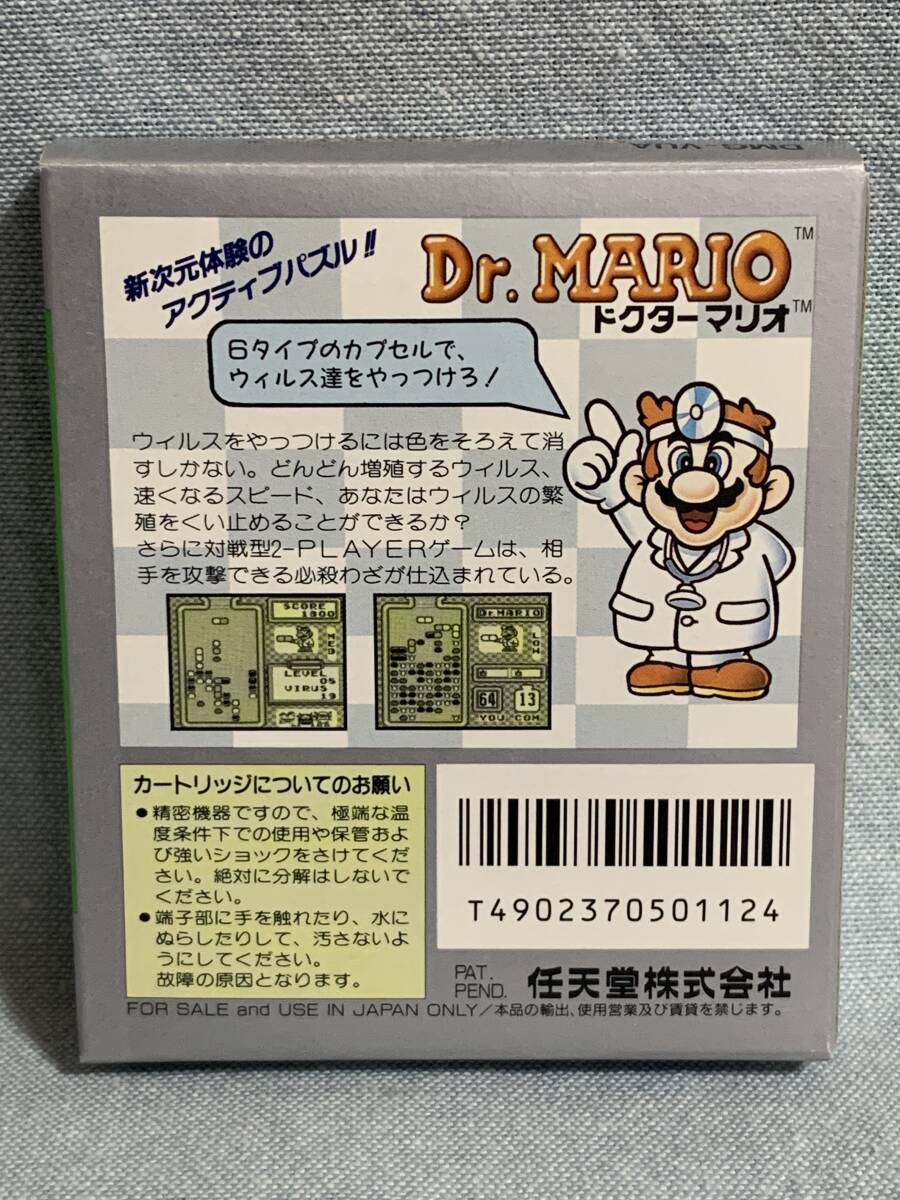 DMG-VUA
新次元体験の
アクティブパズル!!
Dr. MARIO™
ドクターマリオ™
6タイプのカプセルで、
ウィルス達をやっつけろ!
ウィルスをやっつけるには色をそろえて消
すしかない。どんどん増殖するウィルス、
速くなるスピード、あなたはウィルスの繁
殖をくい止めることができるか?
さらに対戦型2-PLAYERゲームは、相
手を攻撃できる必殺わざが仕込まれている。
SCORE
1800
MED
LEVEL
05
VIRUS
19
Dr.MARIO
LOW
64 13
YOU COM
カートリッジについてのお願い
●精密機器ですので、極端な温
度条件下での使用や保管およ
び強いショックをさけてくだ
さい。絶対に分解はしないで
ください。
●端子部に手を触れたり、水に
ぬらしたりして、汚さないよ
うにしてください。
故障の原因となります。
T4902370501124
PAT.
PEND.
任天堂株式会社
FOR SALE and USE IN JAPAN ONLY/本品の輸出、使用営業及び賃貸を禁じます。